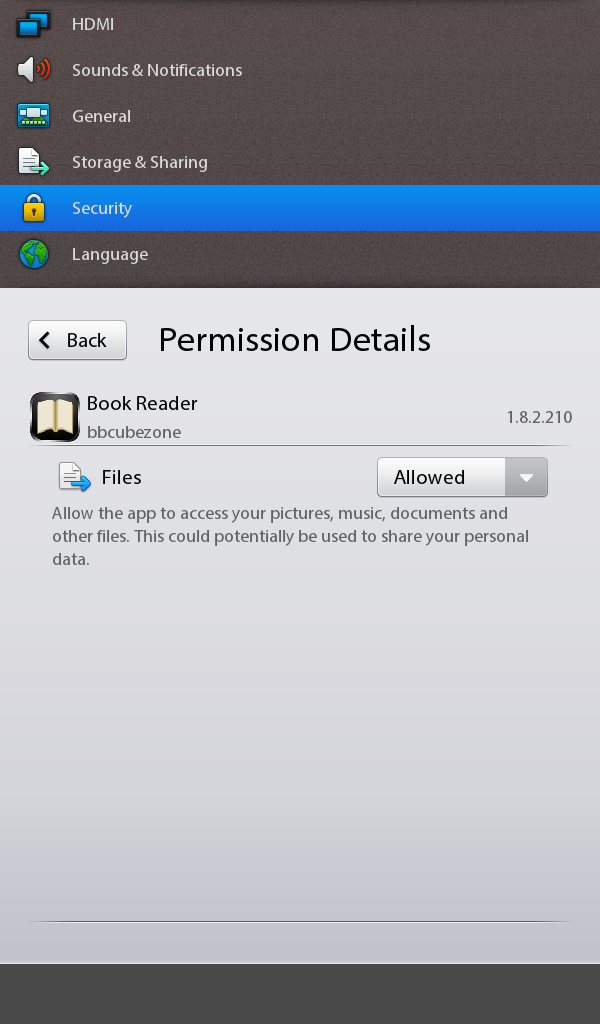 HDMI
Sounds & Notifications
General
Storage & Sharing
Security
Language
Back
Permission Details
Book Reader
bbcubezone
1.8.2.210
Files
Allowed
Allow the app to access your pictures, music, documents and
other files. This could potentially be used to share your personal
data.